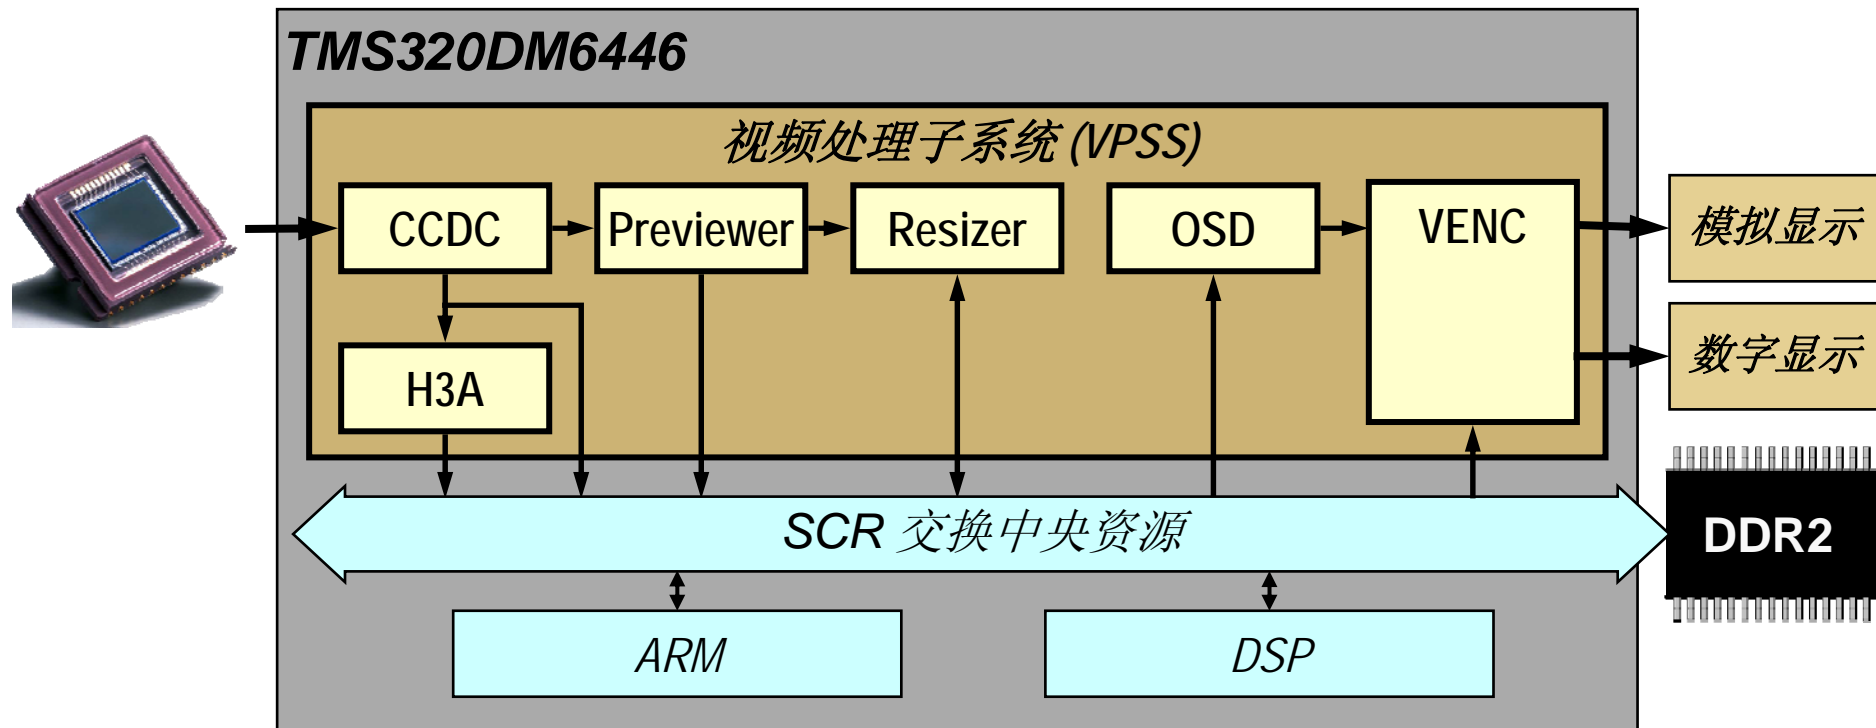 TMS320DM6446
视频处理子系统 (VPSS)
CCDC
Previewer
Resizer
OSD
VENC
模拟显示
数字显示
H3A
SCR 交换中央资源
DDR2
ARM
DSP